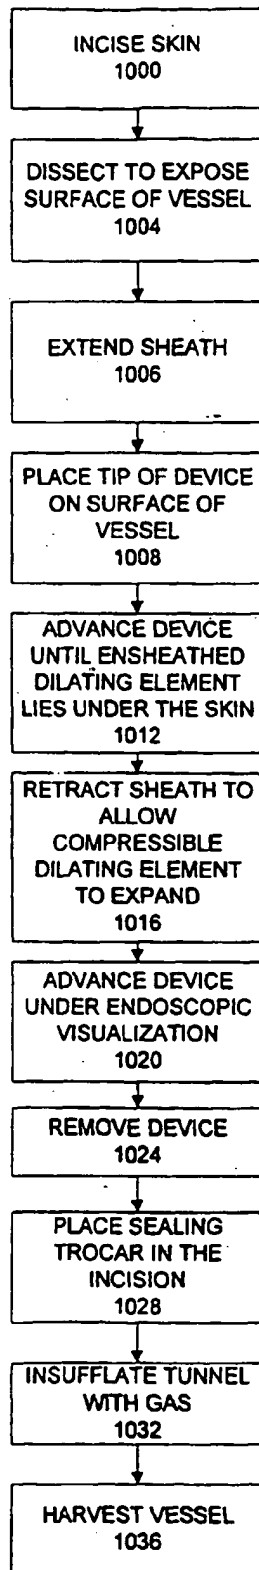 INCISE SKIN
1000
DISSECT TO EXPOSE
SURFACE OF VESSEL
1004
EXTEND SHEATH
1006
PLACE TIP OF DEVICE
ON SURFACE OF
VESSEL
1008
ADVANCE DEVICE
UNTIL ENSHEATHED
DILATING ELEMENT
LIES UNDER THE SKIN
1012
RETRACT SHEATH TO
ALLOW
COMPRESSIBLE
DILATING ELEMENT
TO EXPAND
1016
ADVANCE DEVICE
UNDER ENDOSCOPIC
VISUALIZATION
1020
REMOVE DEVICE
1024
PLACE SEALING
TROCAR IN THE
INCISION
1028
INSUFFLATE TUNNEL
WITH GAS
1032
HARVEST VESSEL
1036